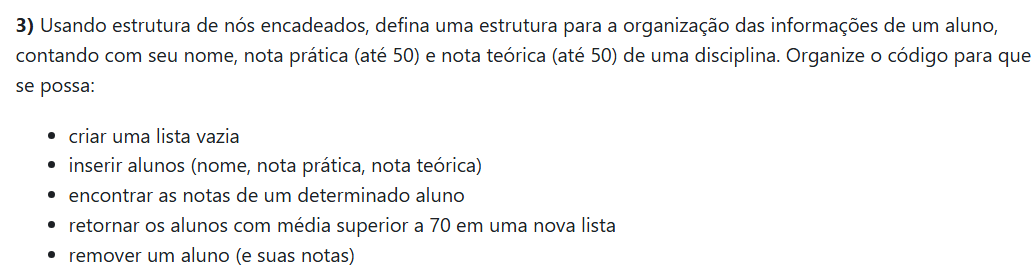 3) Usando estrutura de nós encadeados, defina uma estrutura para a organização das informações de um aluno,
contando com seu nome, nota prática (até 50) e nota teórica (até 50) de uma disciplina. Organize o código para que
se possa:
• criar uma lista vazia
• inserir alunos (nome, nota prática, nota teórica)
• encontrar as notas de um determinado aluno
• retornar os alunos com média superior a 70 em uma nova lista
• remover um aluno (e suas notas)